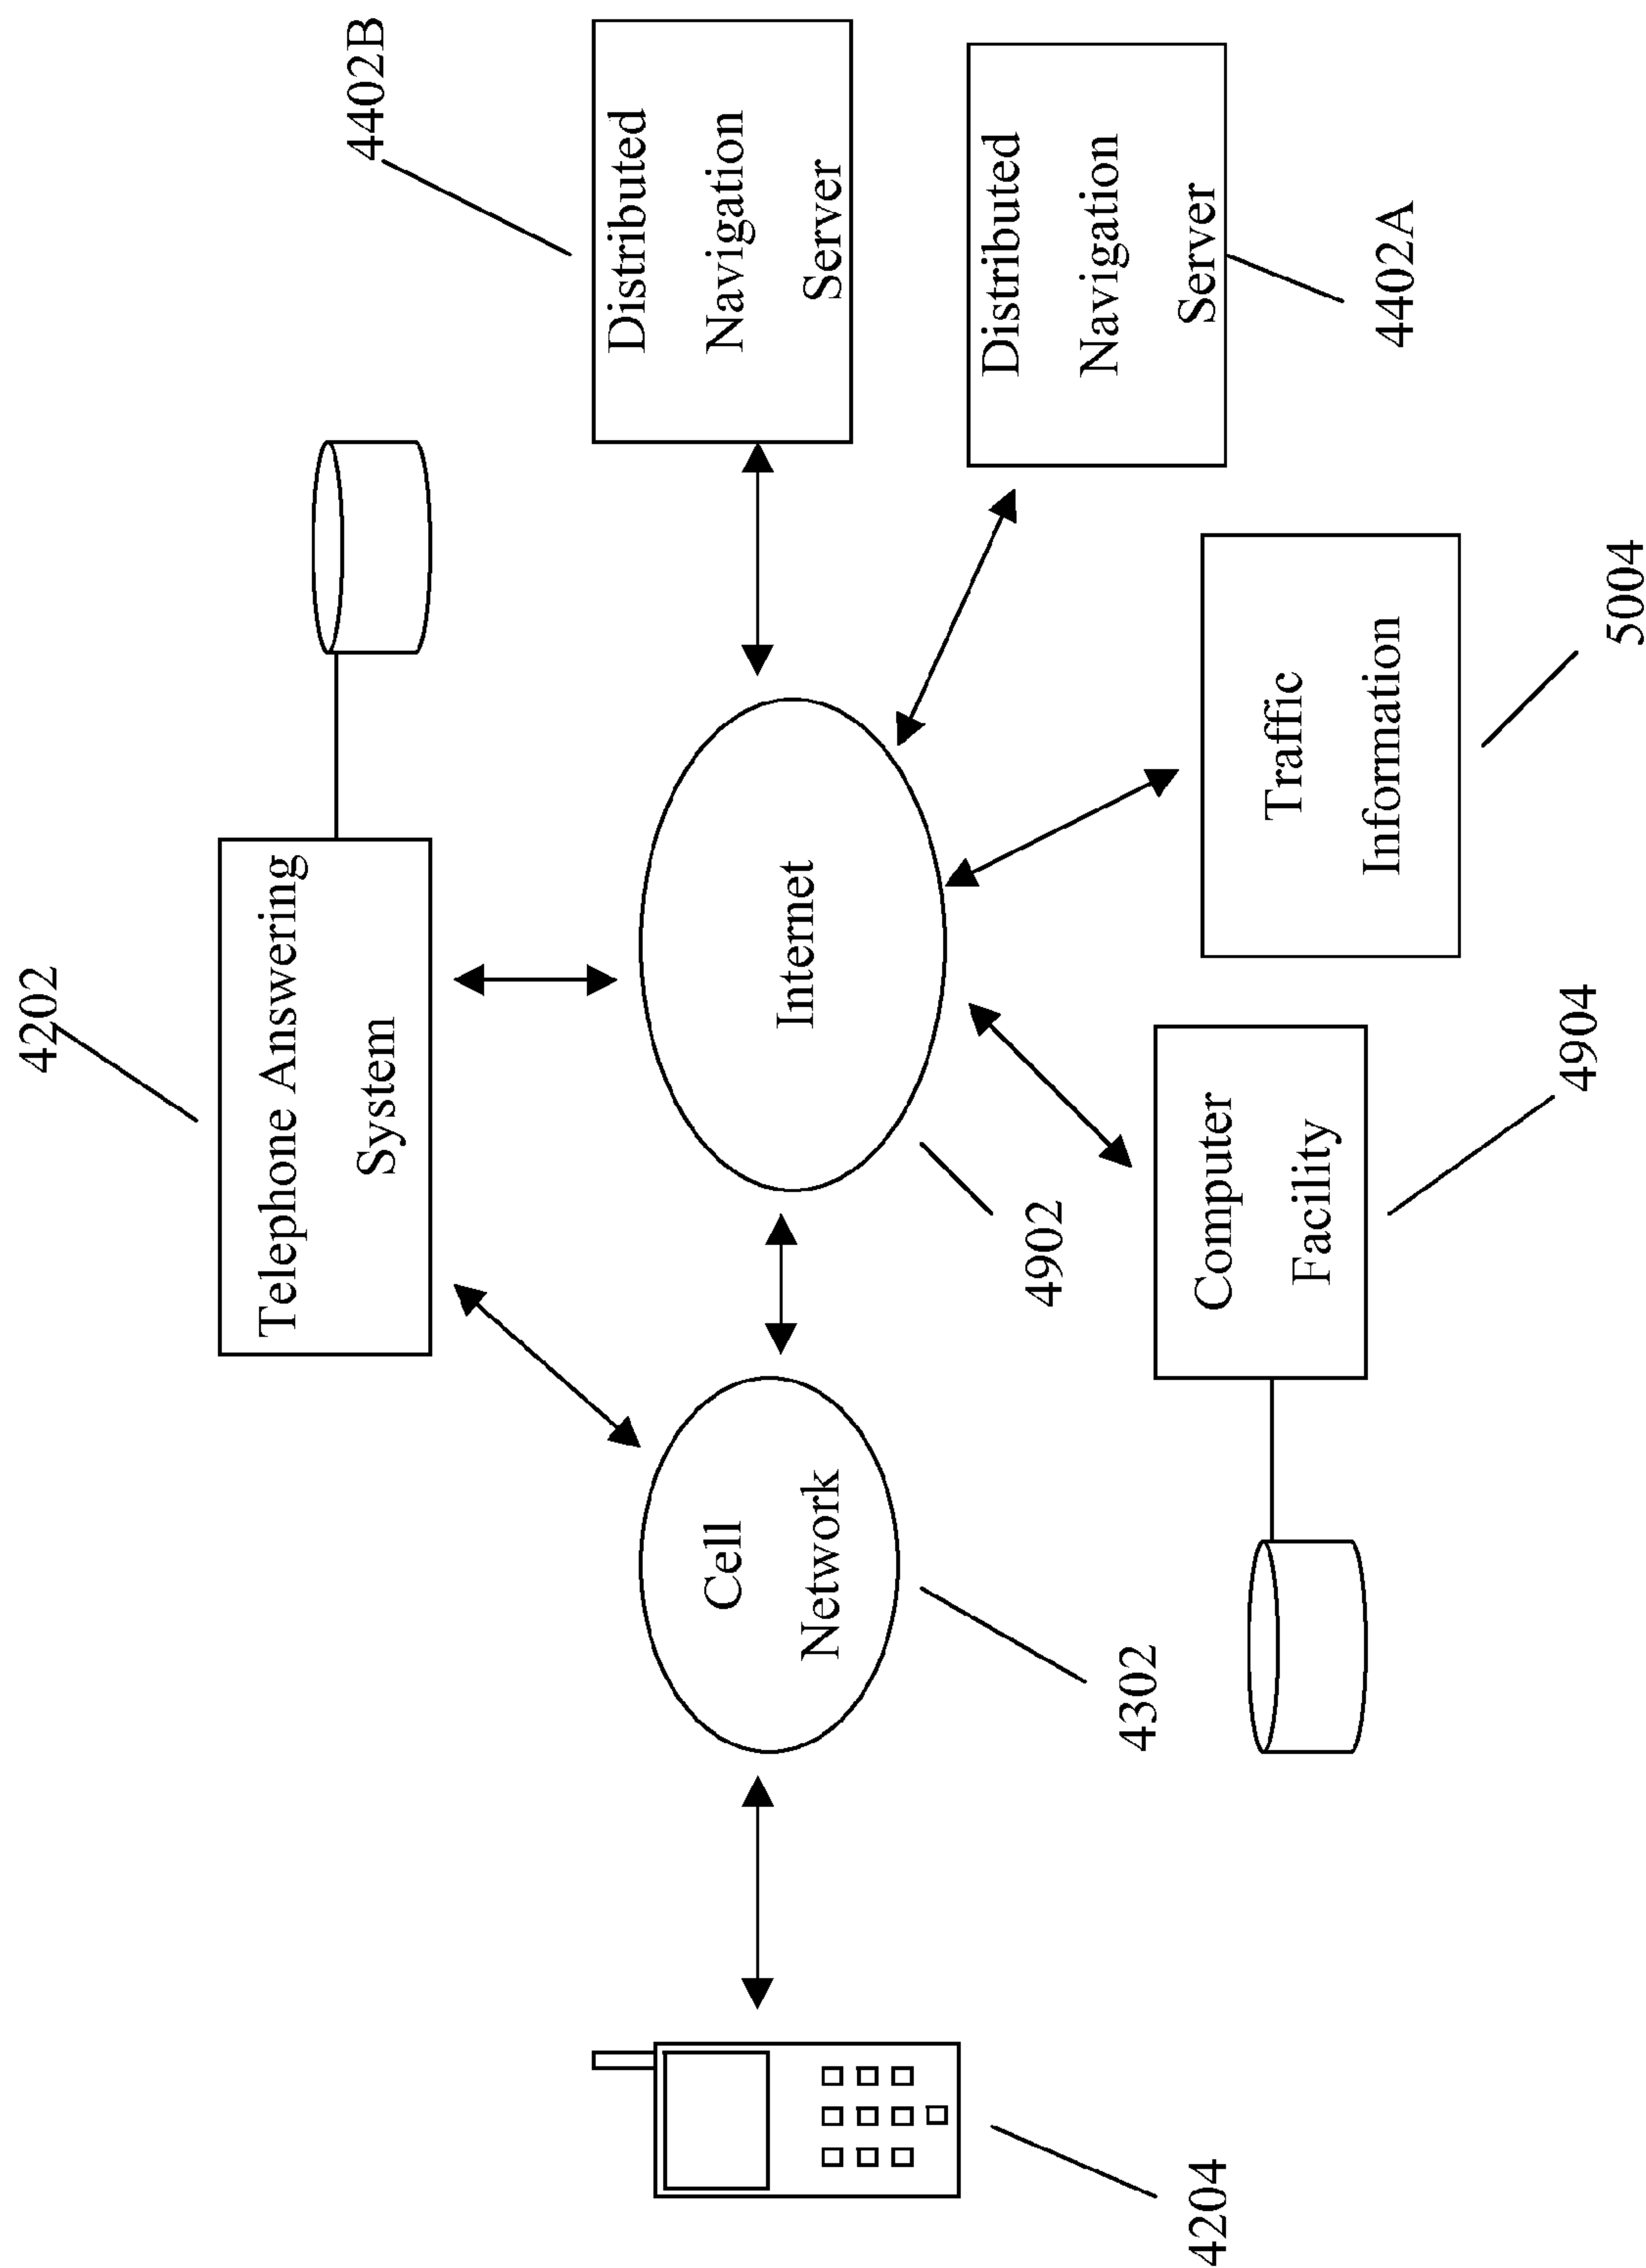 4202
Telephone Answering
System
4402B
Distributed
Navigation
Server
Internet
Cell
Network
4902
Distributed
Navigation
Server
4402A
4204
4302
Computer
Facility
4904
Traffic
Information
5004